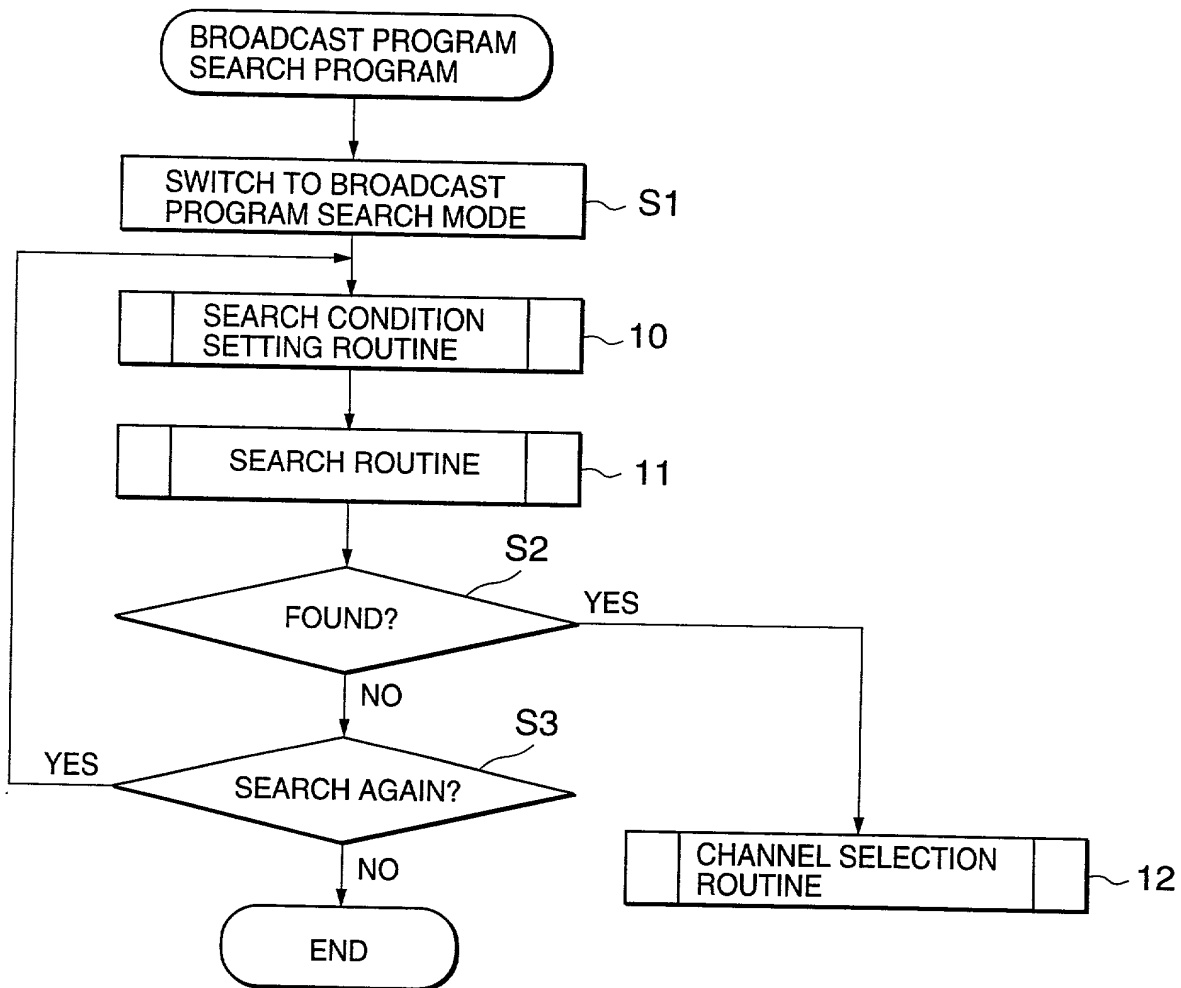 BROADCAST PROGRAM
SEARCH PROGRAM
SWITCH TO BROADCAST
PROGRAM SEARCH MODE
S1
SEARCH CONDITION
SETTING ROUTINE
10
SEARCH ROUTINE
11
S2
FOUND?
YES
NO
S3
YES
SEARCH AGAIN?
NO
CHANNEL SELECTION
ROUTINE
12
END